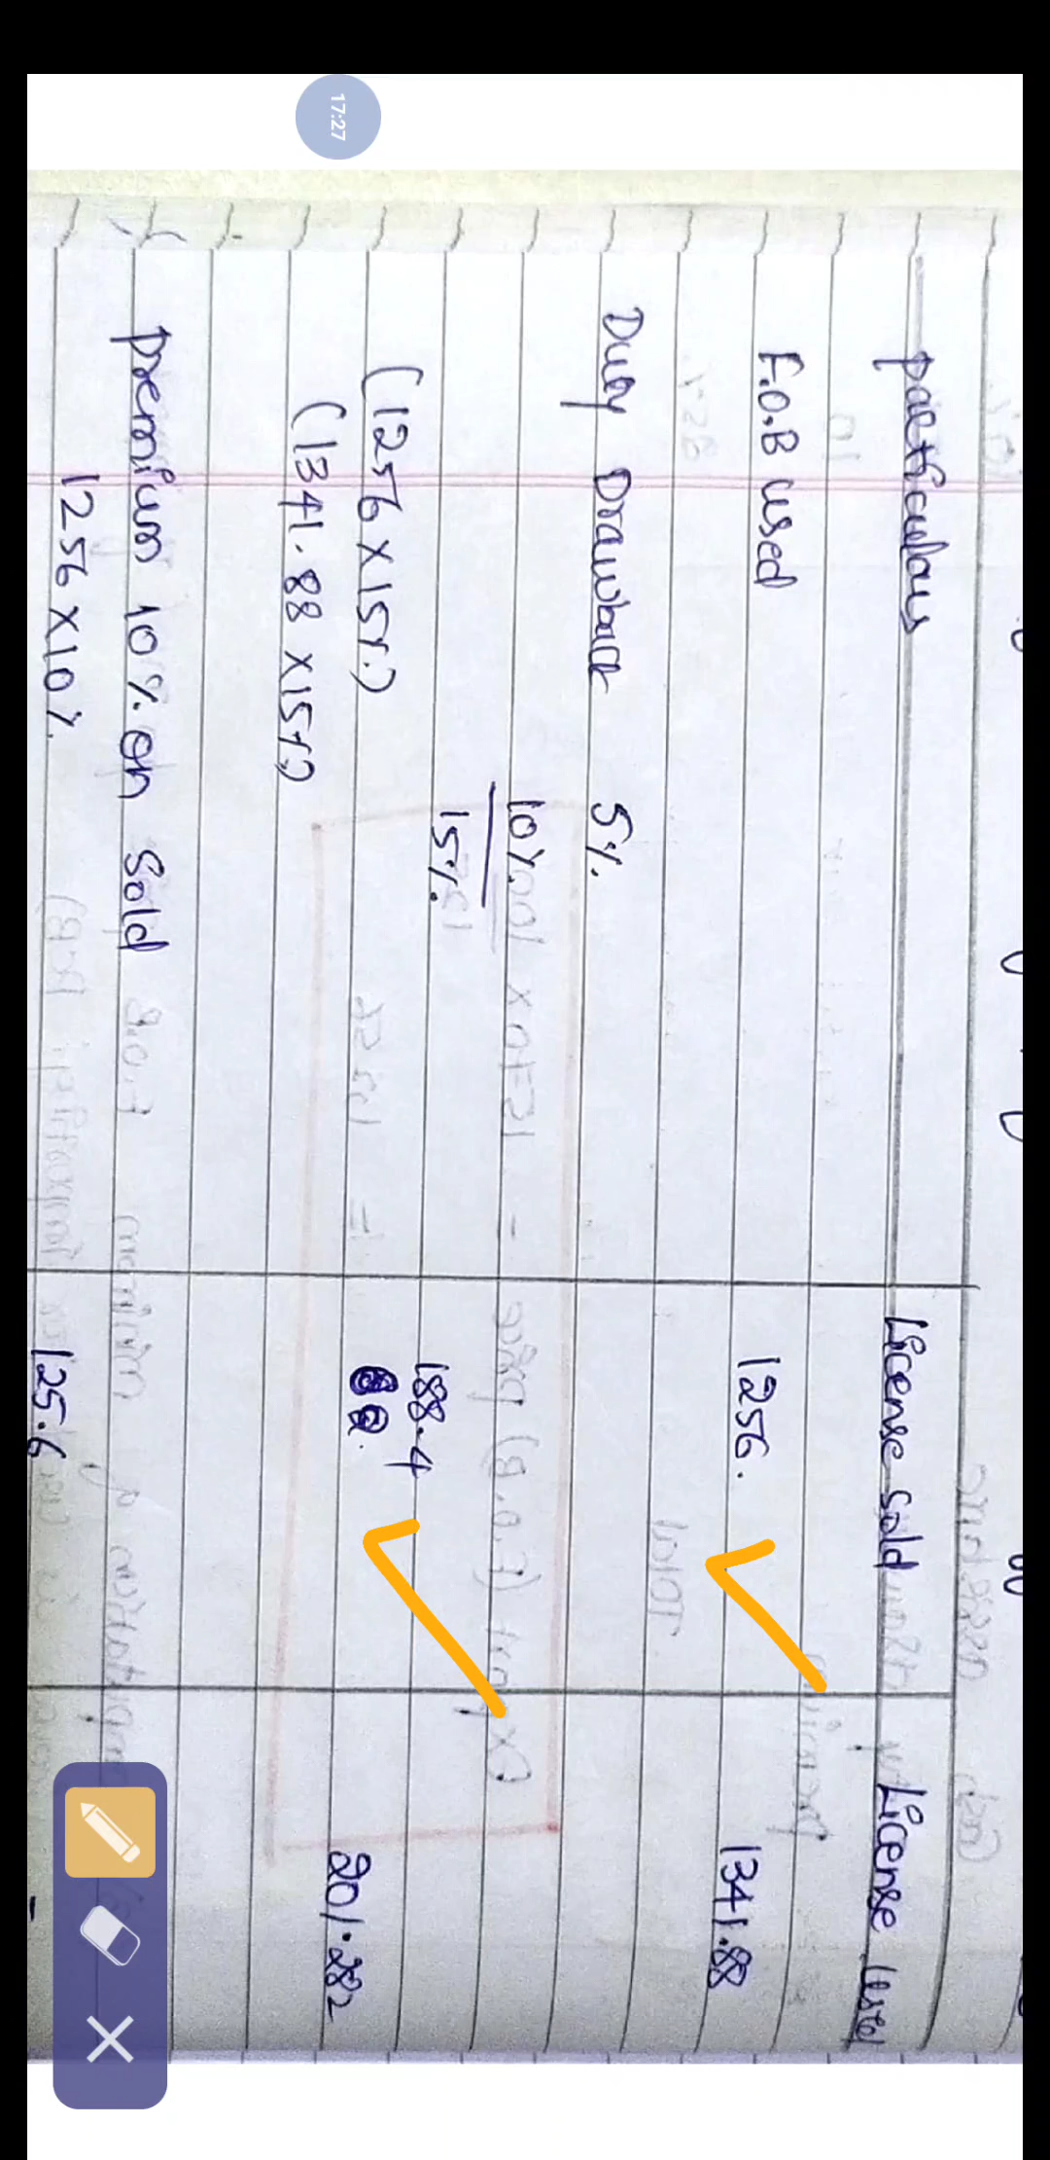 17:27
particulars License sold License used
F.O.B used 1256. 1341.88
Duty Drawback 5%.
10%.
15%. 188.4
(1256 x 15%)
(1341.88 x 15%) 201.282
premium 10% on sold
1256 x 10% 125.6 -